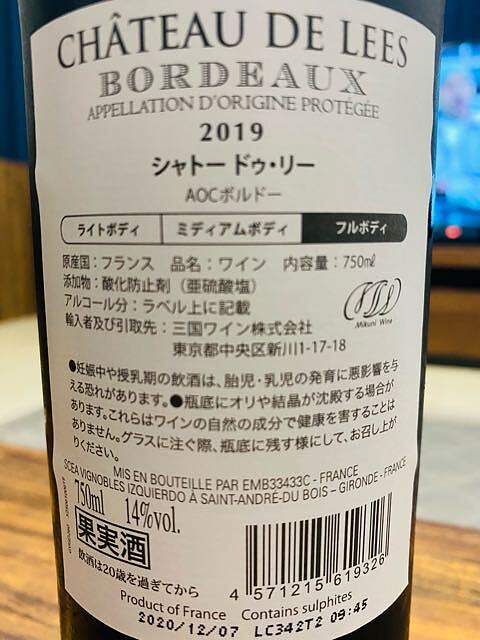 CHÂTEAU DE LEES
BORDEAUX
APPELLATION D'ORIGINE PROTÉGÉE
2019
シャトー ドゥ・リー
AOCボルドー
ライトボディ ミディアムボディ フルボディ
原産国：フランス 品名：ワイン 内容量：750㎖
添加物：酸化防止剤（亜硫酸塩）
アルコール分：ラベル上に記載
輸入者及び引取先：三国ワイン株式会社
東京都中央区新川1-17-18
Mikuni Wine
●妊娠中や授乳期の飲酒は、胎児・乳児の発育に悪影響を与
える恐れがあります。●瓶底にオリや結晶が沈殿する場合が
あります。これらはワインの自然の成分で健康を害することは
ありません。グラスに注ぐ際、瓶底に残す様にして、お召し上が
りください。
MIS EN BOUTEILLE PAR EMB33433C - FRANCE
SCEA VIGNOBLES IZQUIERDO À SAINT-ANDRÉ-DU BOIS – GIRONDE - FRANCE
750ml 14%vol.
果実酒
飲酒は20歳を過ぎてから
4 571215 619326
Product of France Contains sulphites
2020/12/07 LC342T2 09:45